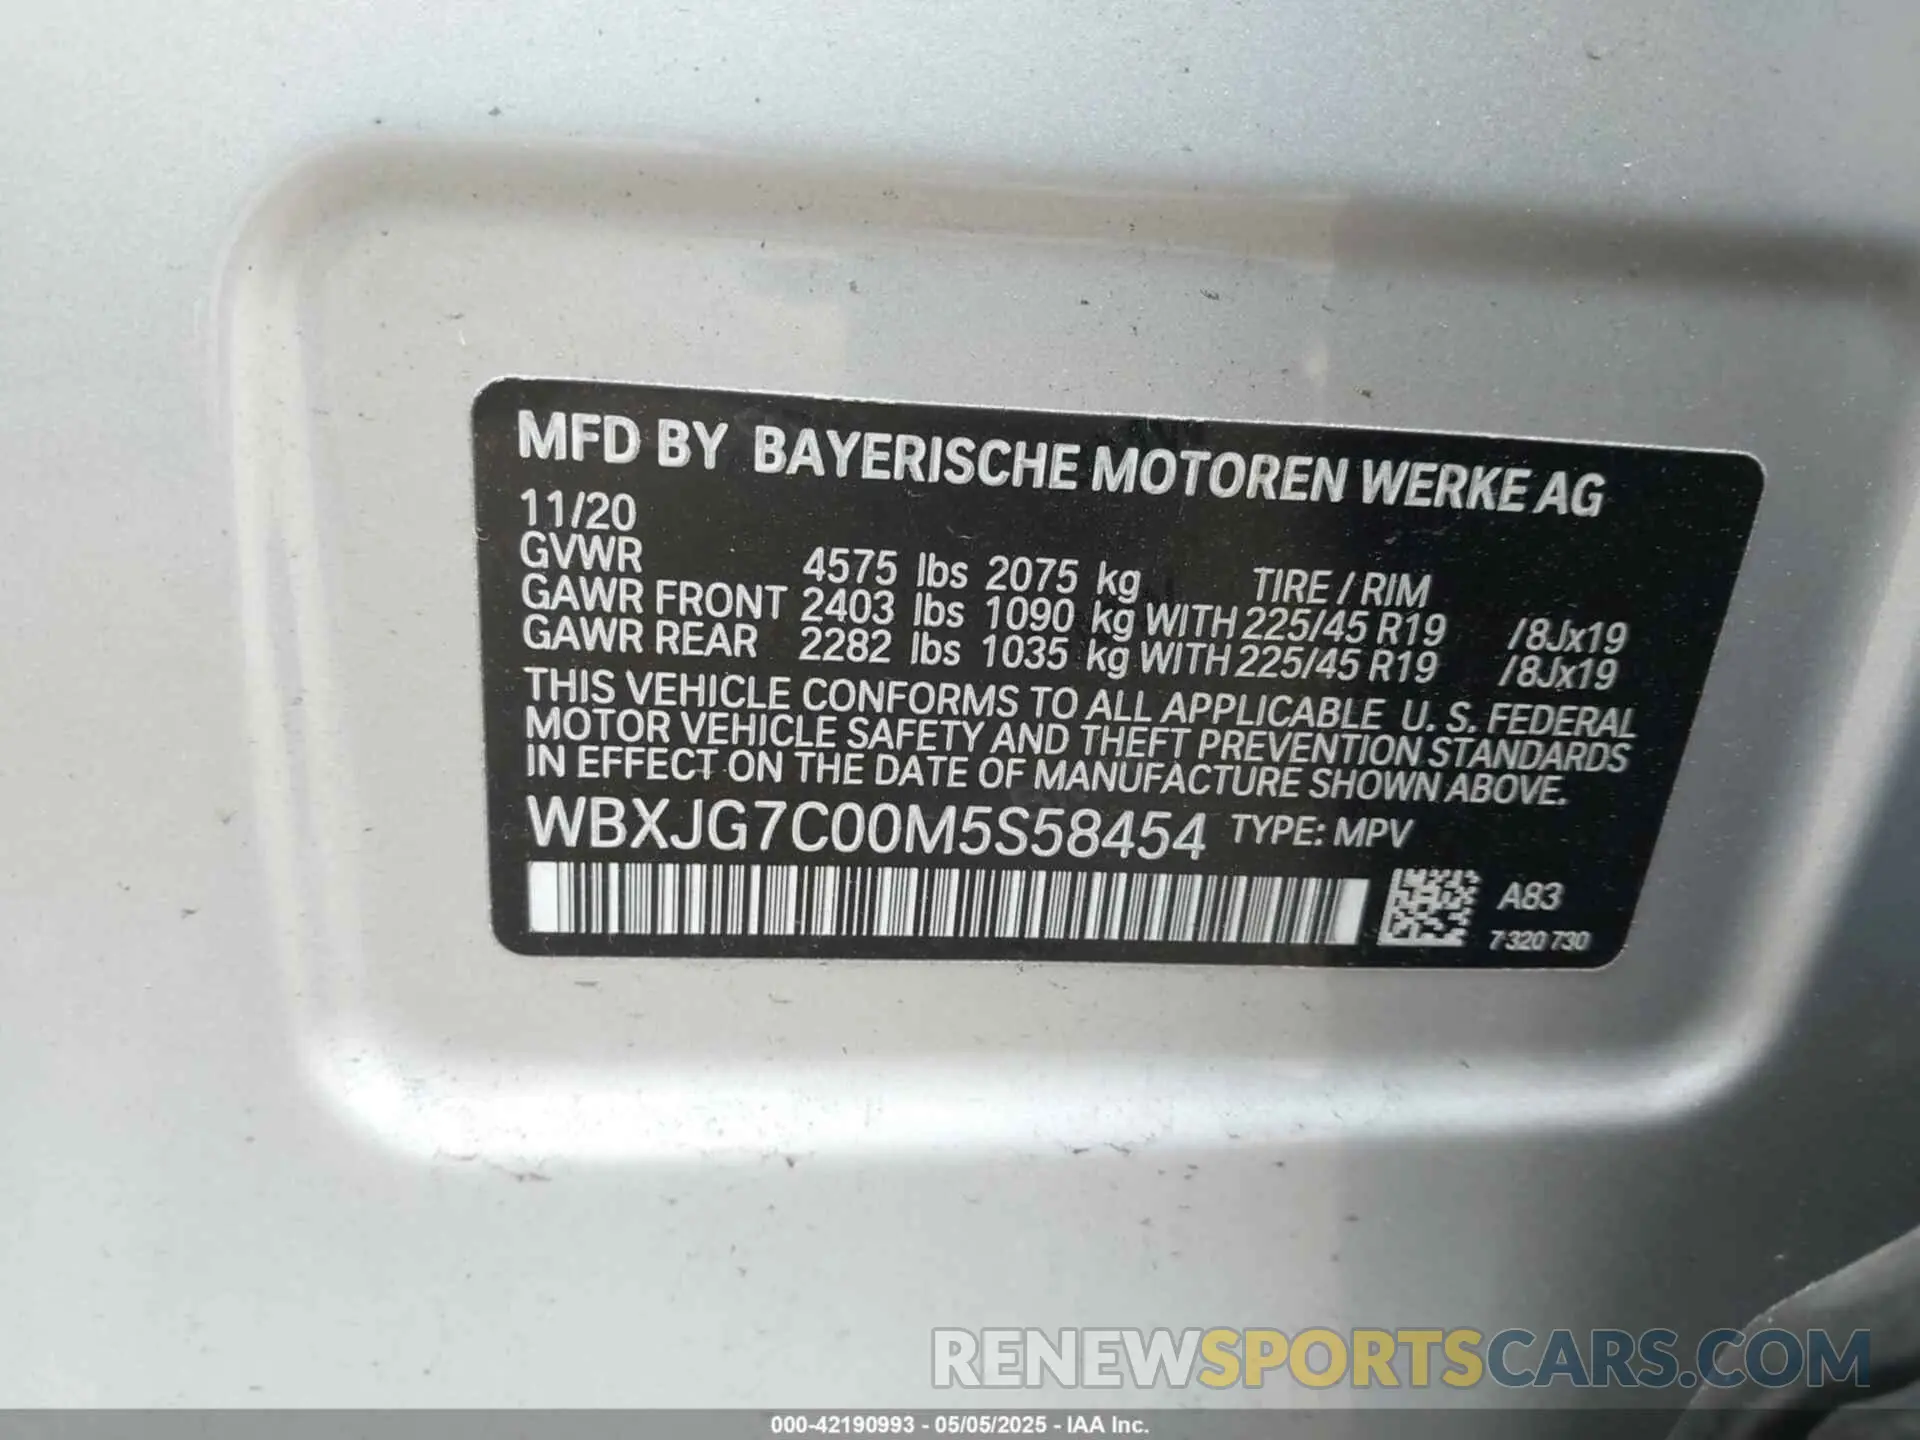 MFD BY BAYERISCHE MOTOREN WERKE AG
11/20
GVWR 4575 lbs 2075 kg TIRE / RIM
GAWR FRONT 2403 lbs 1090 kg WITH 225/45 R19 /8Jx19
GAWR REAR 2282 lbs 1035 kg WITH 225/45 R19 /8Jx19
THIS VEHICLE CONFORMS TO ALL APPLICABLE U. S. FEDERAL
MOTOR VEHICLE SAFETY AND THEFT PREVENTION STANDARDS
IN EFFECT ON THE DATE OF MANUFACTURE SHOWN ABOVE.
WBXJG7C00M5S58454 TYPE: MPV
A83
7 320 730
RENEWSPORTSCARS.COM
000-42190993 - 05/05/2025 - IAA Inc.